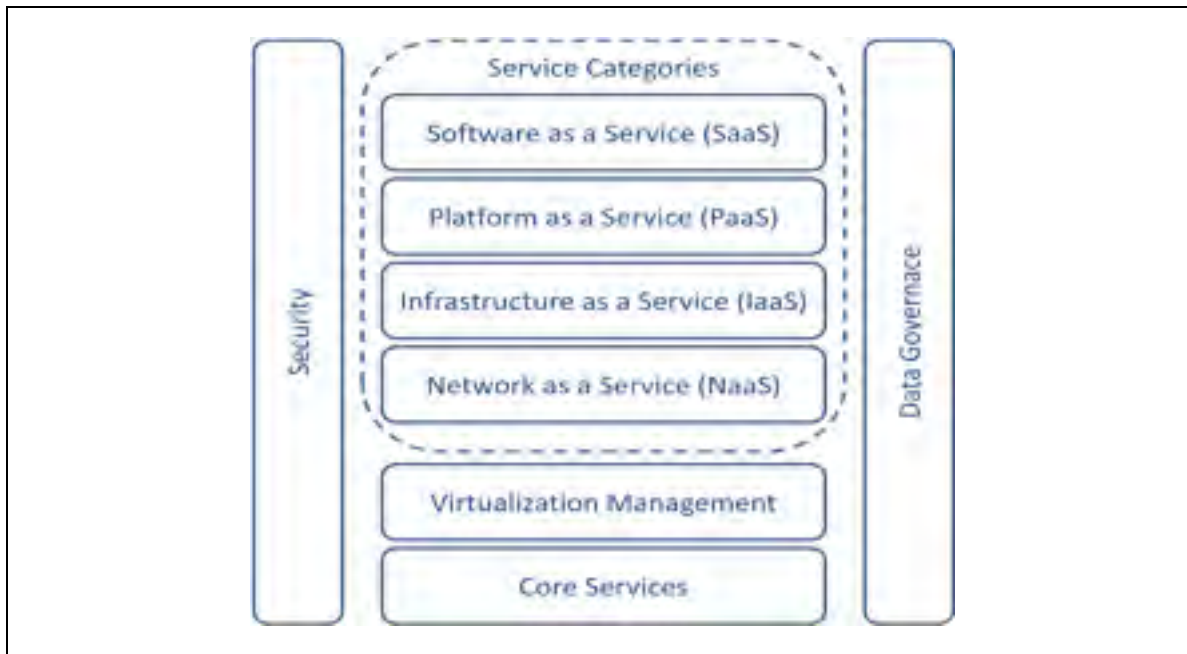 Service Categories
Software as a Service (SaaS)
Platform as a Service (PaaS)
Infrastructure as a Service (IaaS)
Network as a Service (NaaS)
Virtualization Management
Core Services
Security
Data Governace